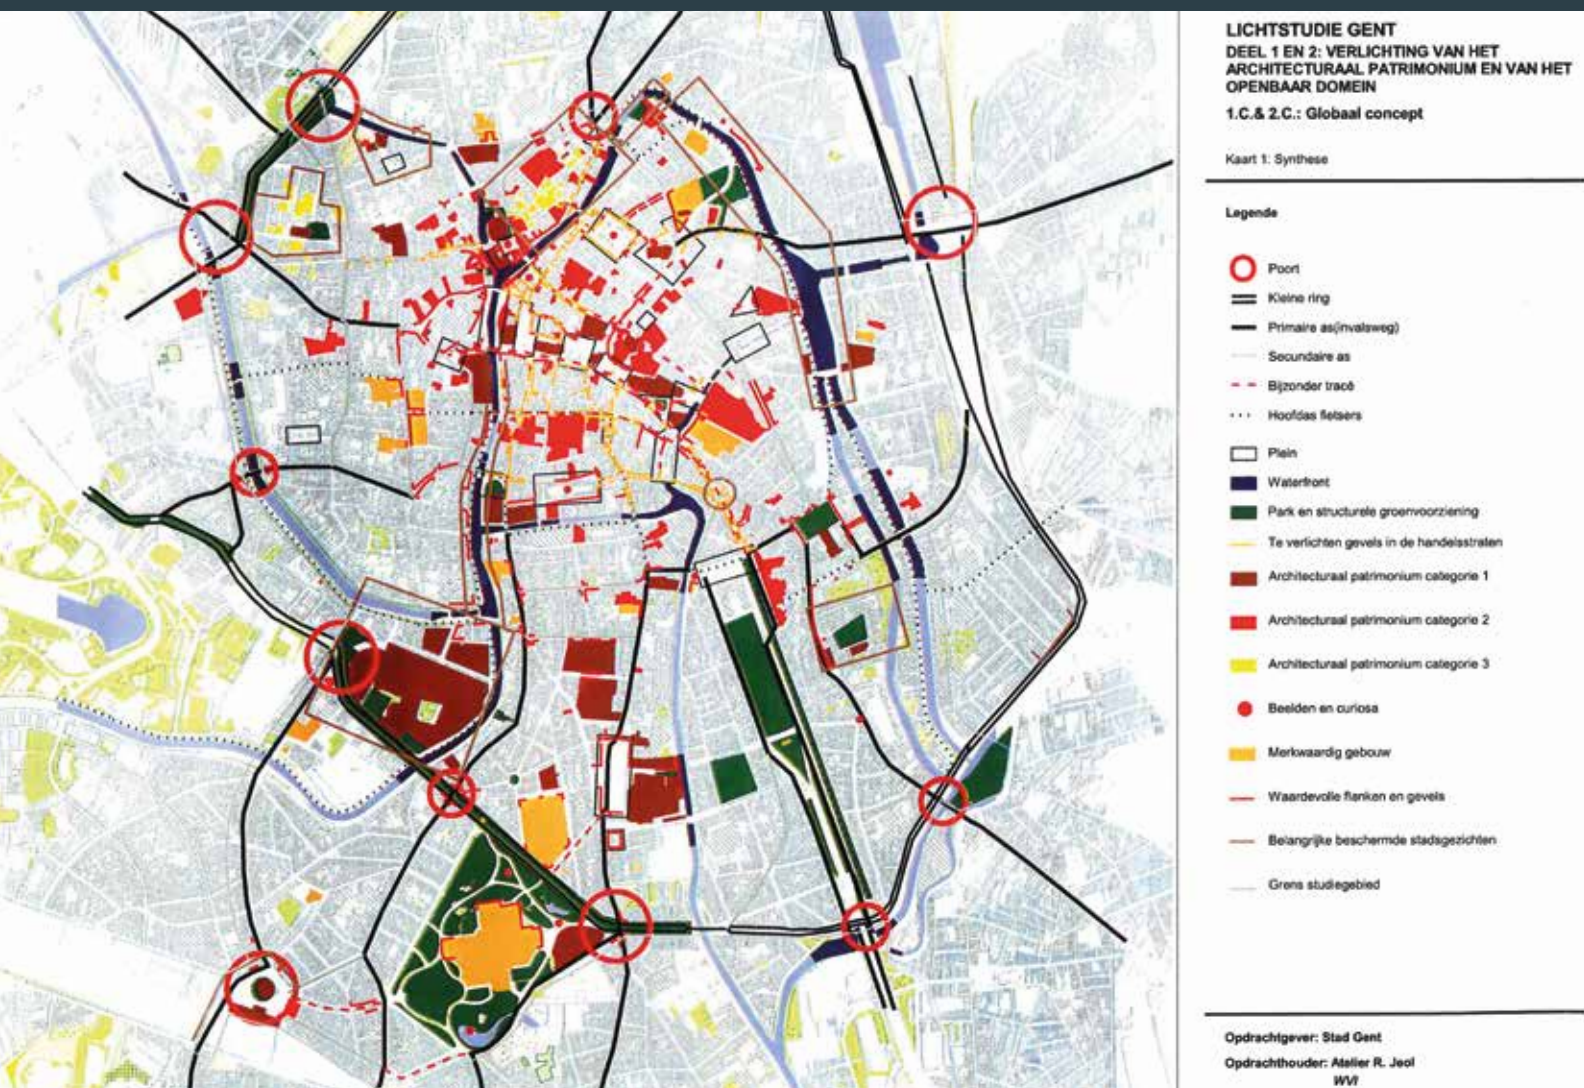 LICHTSTUDIE GENT
DEEL 1 EN 2: VERLICHTING VAN HET
ARCHITECTURAAL PATRIMONIUM EN VAN HET
OPENBAAR DOMEIN
1.C.& 2.C.: Globaal concept
Kaart 1: Synthese
Legende
Poort
Kleine ring
Primaire as(invalsweg)
Secundaire as
Bijzonder tracé
Hoofdas fietsers
Plein
Waterfront
Park en structurele groenvoorziening
Te verlichten gevels in de handelsstraten
Architecturaal patrimonium categorie 1
Architecturaal patrimonium categorie 2
Architecturaal patrimonium categorie 3
Beelden en curiosa
Merkwaardig gebouw
Waardevolle flanken en gevels
Belangrijke beschermde stadsgezichten
Grens studiegebied
Opdrachtgever: Stad Gent
Opdrachthouder: Atelier R. Jeol
WVI